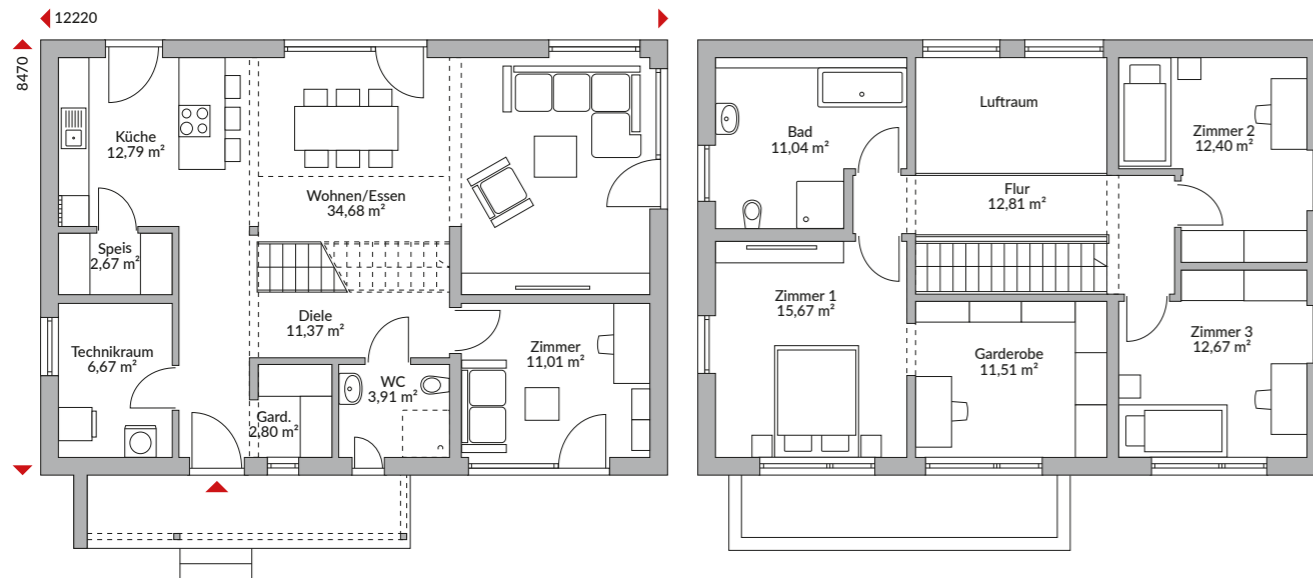 12220
8470
Küche
12,79 m²
Wohnen/Essen
34,68 m²
Speis
2,67 m²
Diele
11,37 m²
Technikraum
6,67 m²
Gard.
2,80 m²
WC
3,91 m²
Zimmer
11,01 m²
Bad
11,04 m²
Luftraum
Zimmer 2
12,40 m²
Flur
12,81 m²
Zimmer 1
15,67 m²
Garderobe
11,51 m²
Zimmer 3
12,67 m²